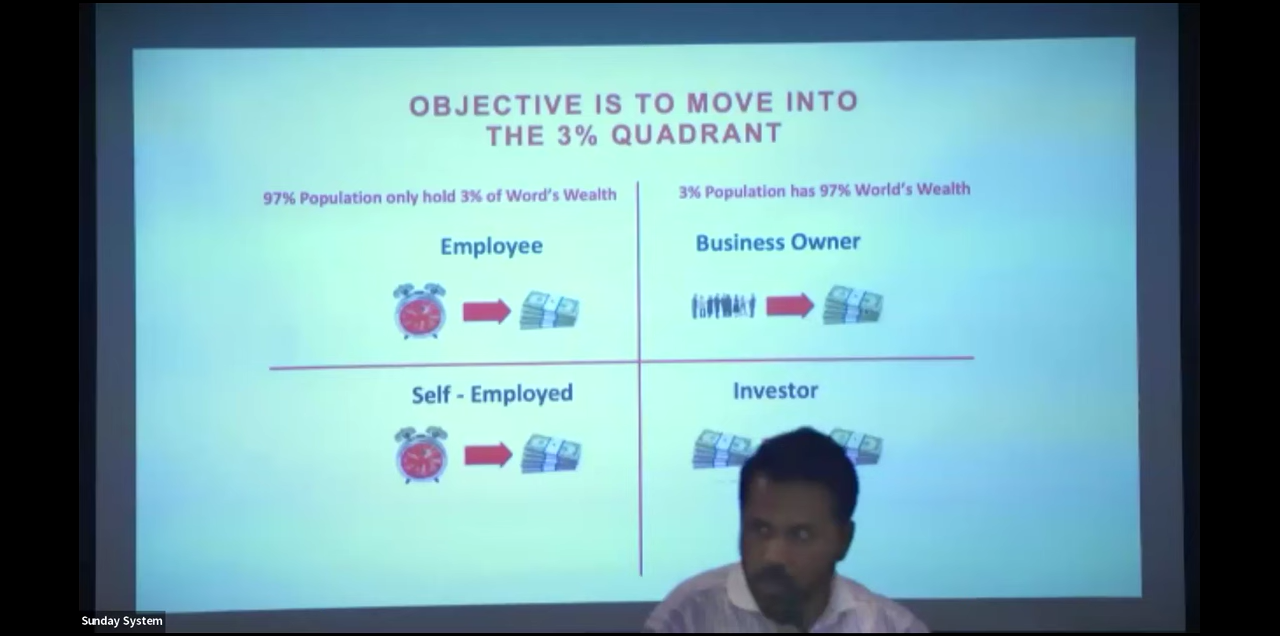 OBJECTIVE IS TO MOVE INTO
THE 3% QUADRANT
97% Population only hold 3% of Word's Wealth
3% Population has 97% World's Wealth
Employee
Business Owner
Self - Employed
Investor
Sunday System